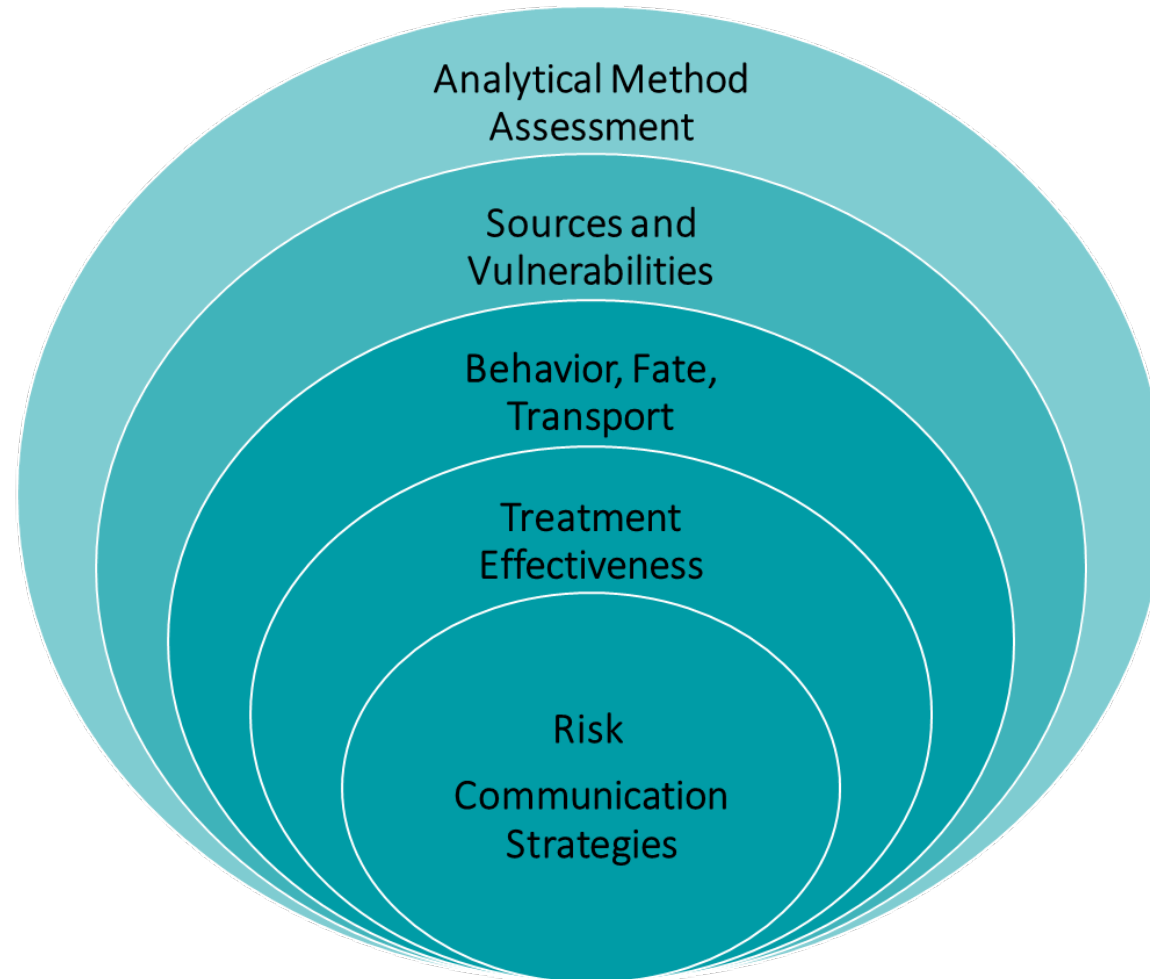 Analytical Method
Assessment
Sources and
Vulnerabilities
Behavior, Fate,
Transport
Treatment
Effectiveness
Risk
Communication
Strategies